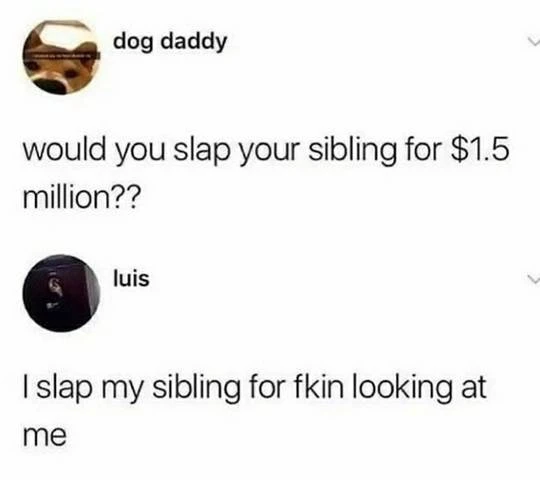 dog daddy
would you slap your sibling for $1.5
million??
luis
I slap my sibling for fkin looking at
me